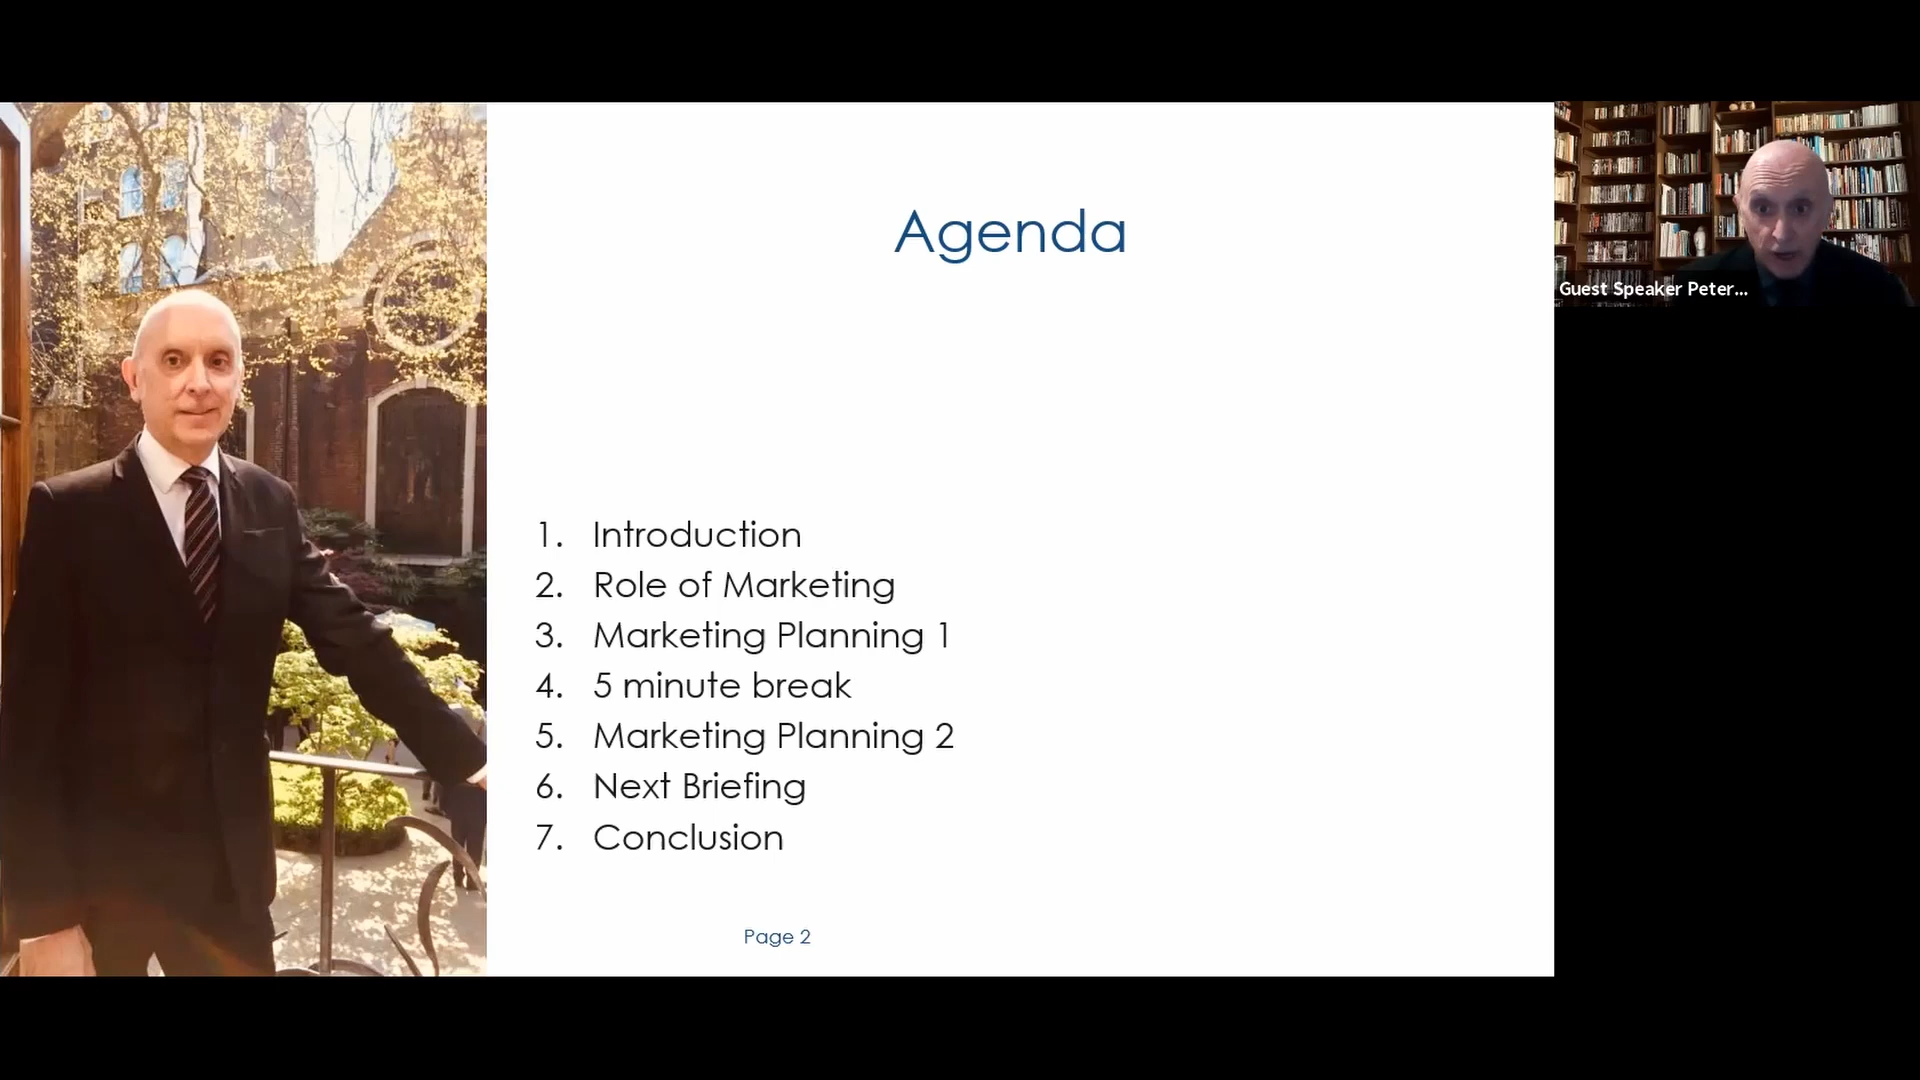 Agenda
1. Introduction
2. Role of Marketing
3. Marketing Planning 1
4. 5 minute break
5. Marketing Planning 2
6. Next Briefing
7. Conclusion
Page 2
Guest Speaker Peter...